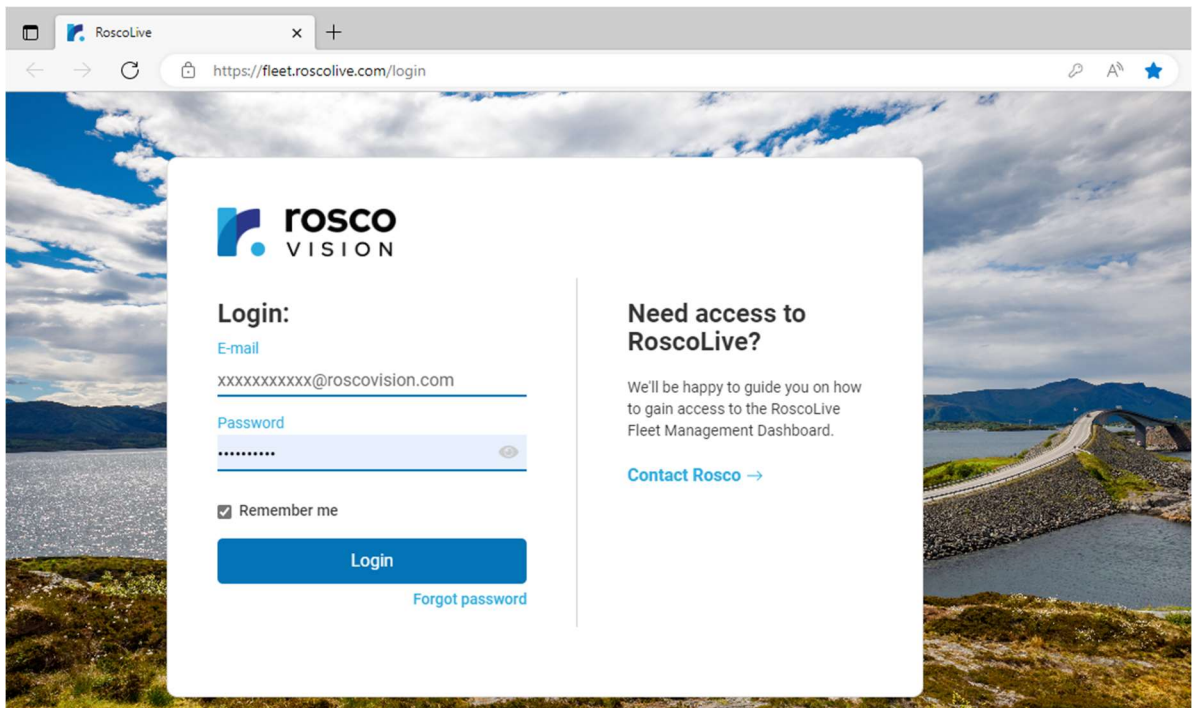 RoscoLive
https://fleet.roscolive.com/login
rosco
VISION
Login:
E-mail
xxxxxxxxxxx@roscovision.com
Password
••••••••••
Remember me
Login
Forgot password
Need access to
RoscoLive?
We'll be happy to guide you on how
to gain access to the RoscoLive
Fleet Management Dashboard.
Contact Rosco →